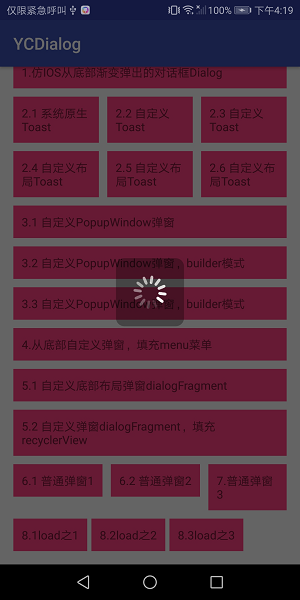 仅限紧急呼叫 100% 下午4:19
YCDialog
1.仿IOS从底部渐变弹出的对话框Dialog
2.1 系统原生Toast
2.2 自定义Toast
2.3 自定义Toast
2.4 自定义布局Toast
2.5 自定义布局Toast
2.6 自定义布局Toast
3.1 自定义PopupWindow弹窗
3.2 自定义PopupWindow弹窗，builder模式
3.3 自定义PopupWindow弹窗，builder模式
4.从底部自定义弹窗，填充menu菜单
5.1 自定义底部布局弹窗dialogFragment
5.2 自定义弹窗dialogFragment，填充recyclerView
6.1 普通弹窗1
6.2 普通弹窗2
7.普通弹窗3
8.1load之1
8.2load之2
8.3load之3